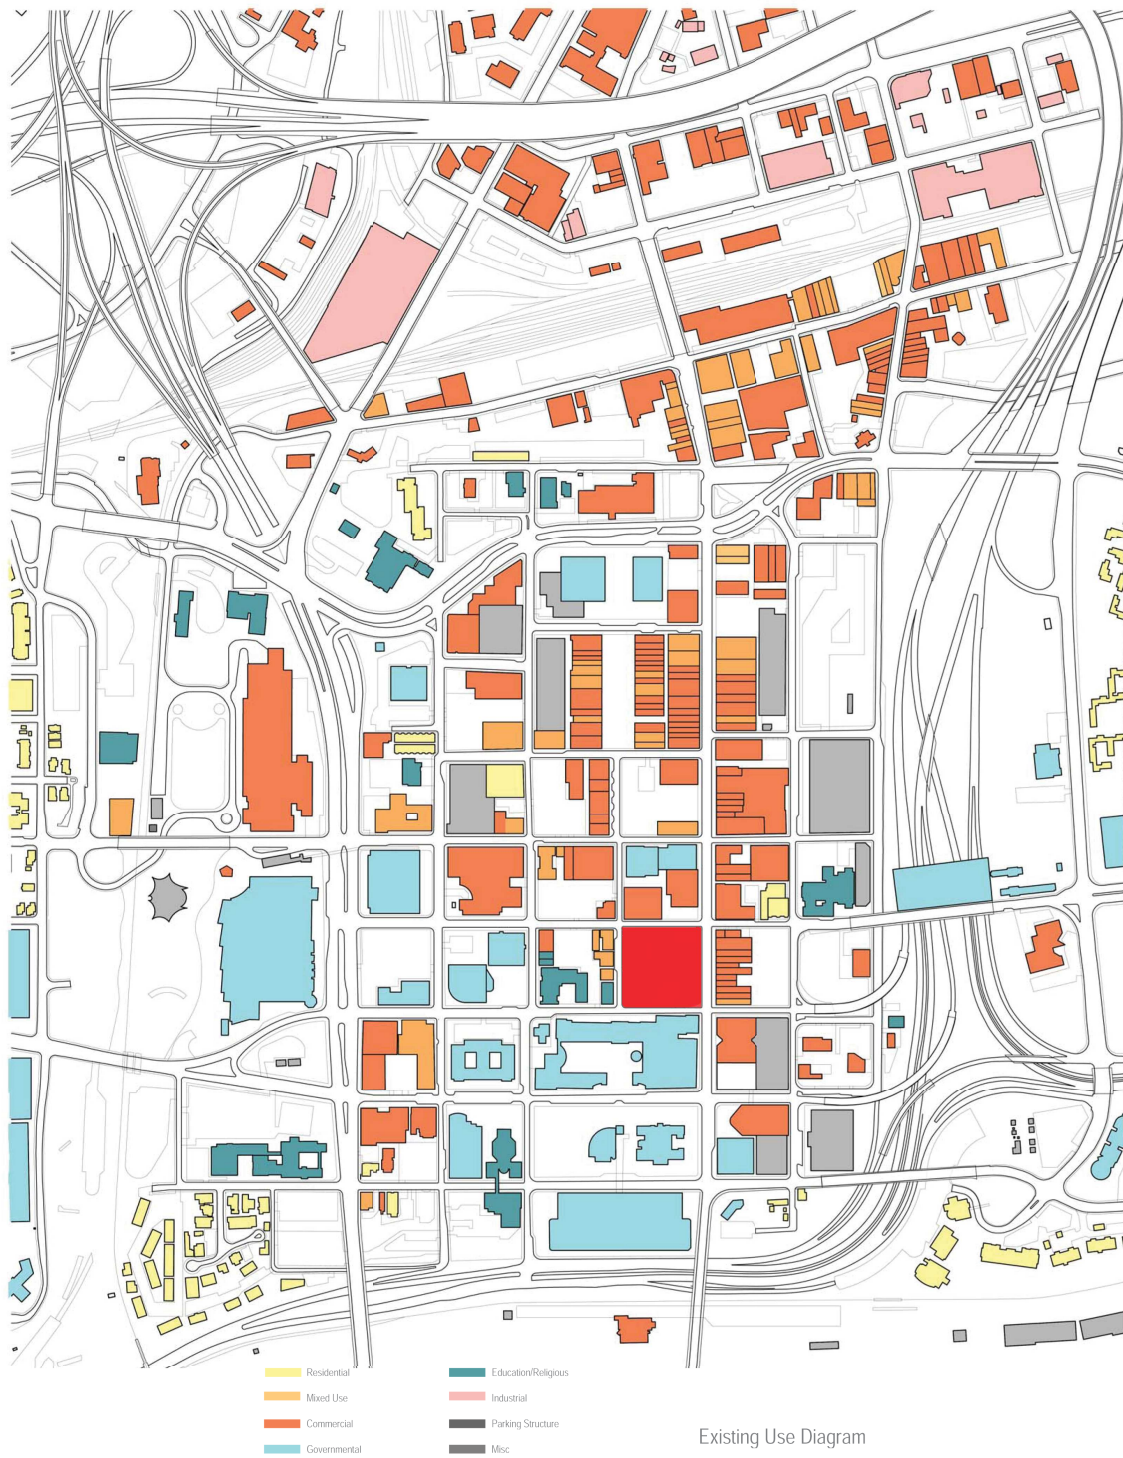 Residential
Mixed Use
Commercial
Governmental
Education/Religious
Industrial
Parking Structure
Misc
Existing Use Diagram